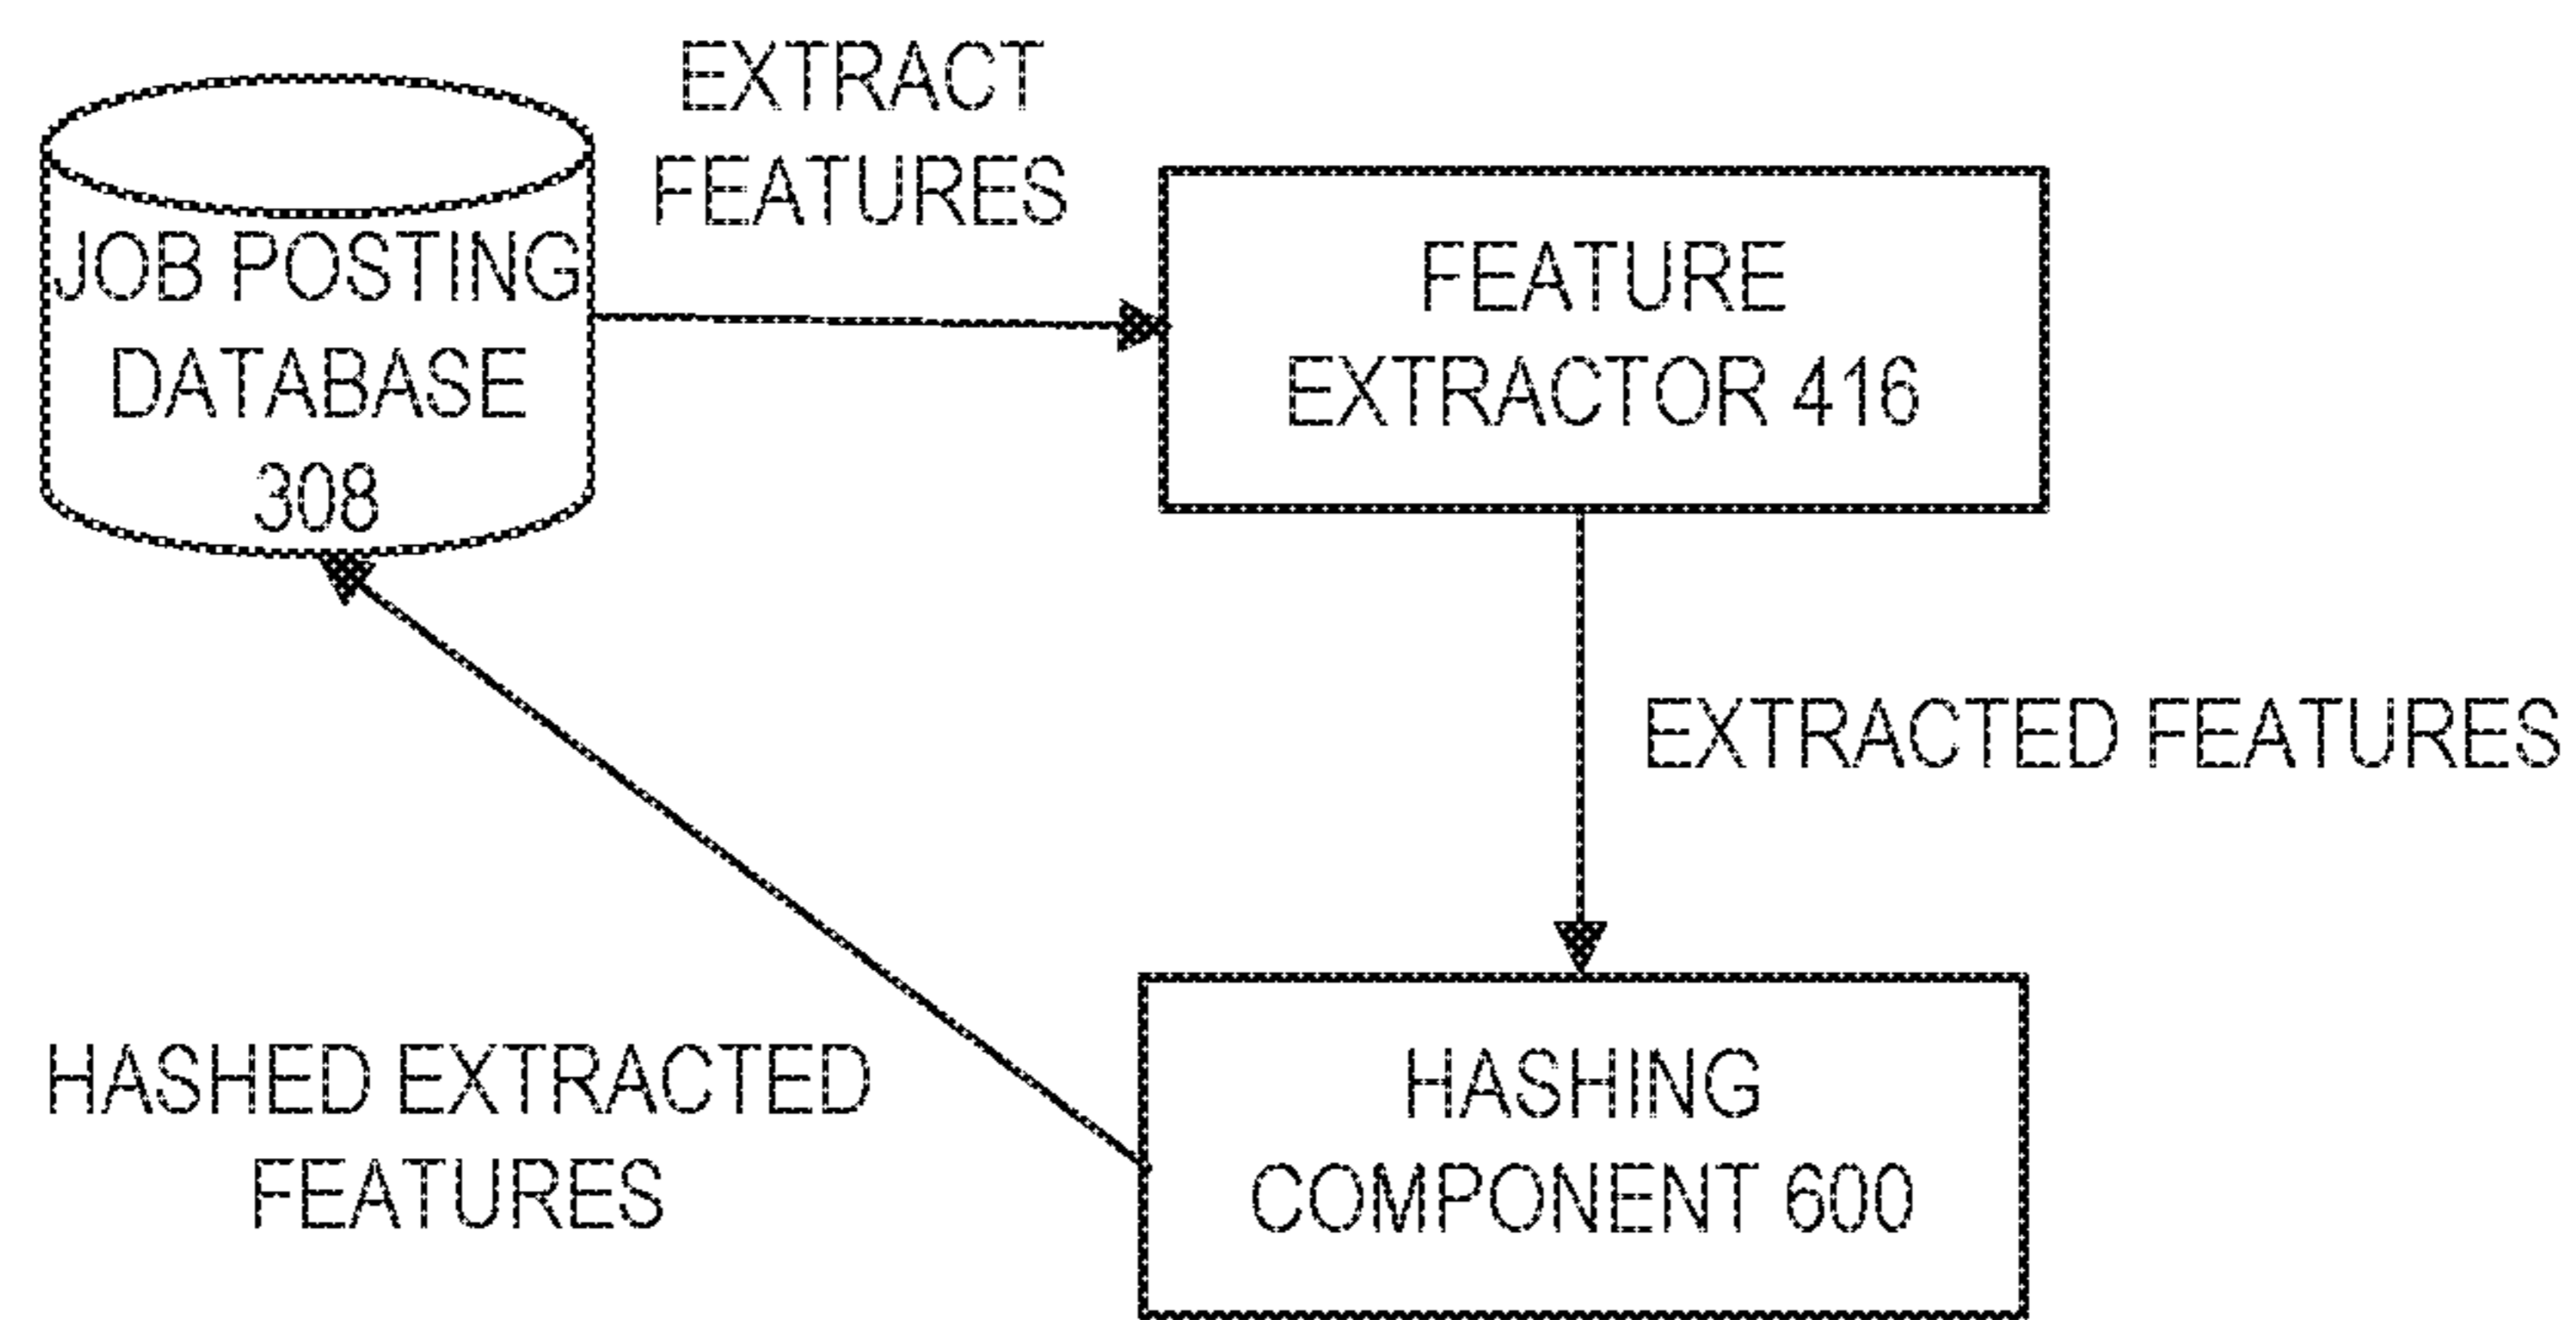 EXTRACT
FEATURES
JOB POSTING
DATABASE
308
FEATURE
EXTRACTOR 416
EXTRACTED FEATURES
HASHED EXTRACTED
FEATURES
HASHING
COMPONENT 600